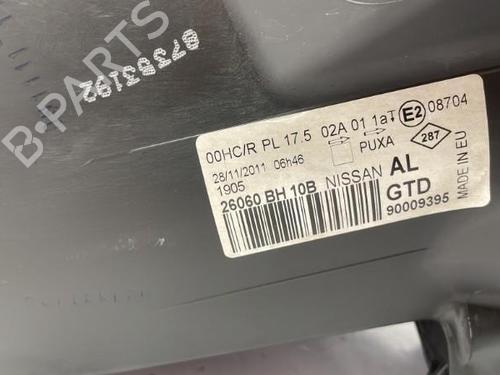 B-PARTS
97353192
00HC/R PL 17.5 02A 01 1aT E2 08704
PUXA 287
28/11/2011 06h46
1905
26060 BH 10B NISSAN AL
GTD
90009395
MADE IN EU